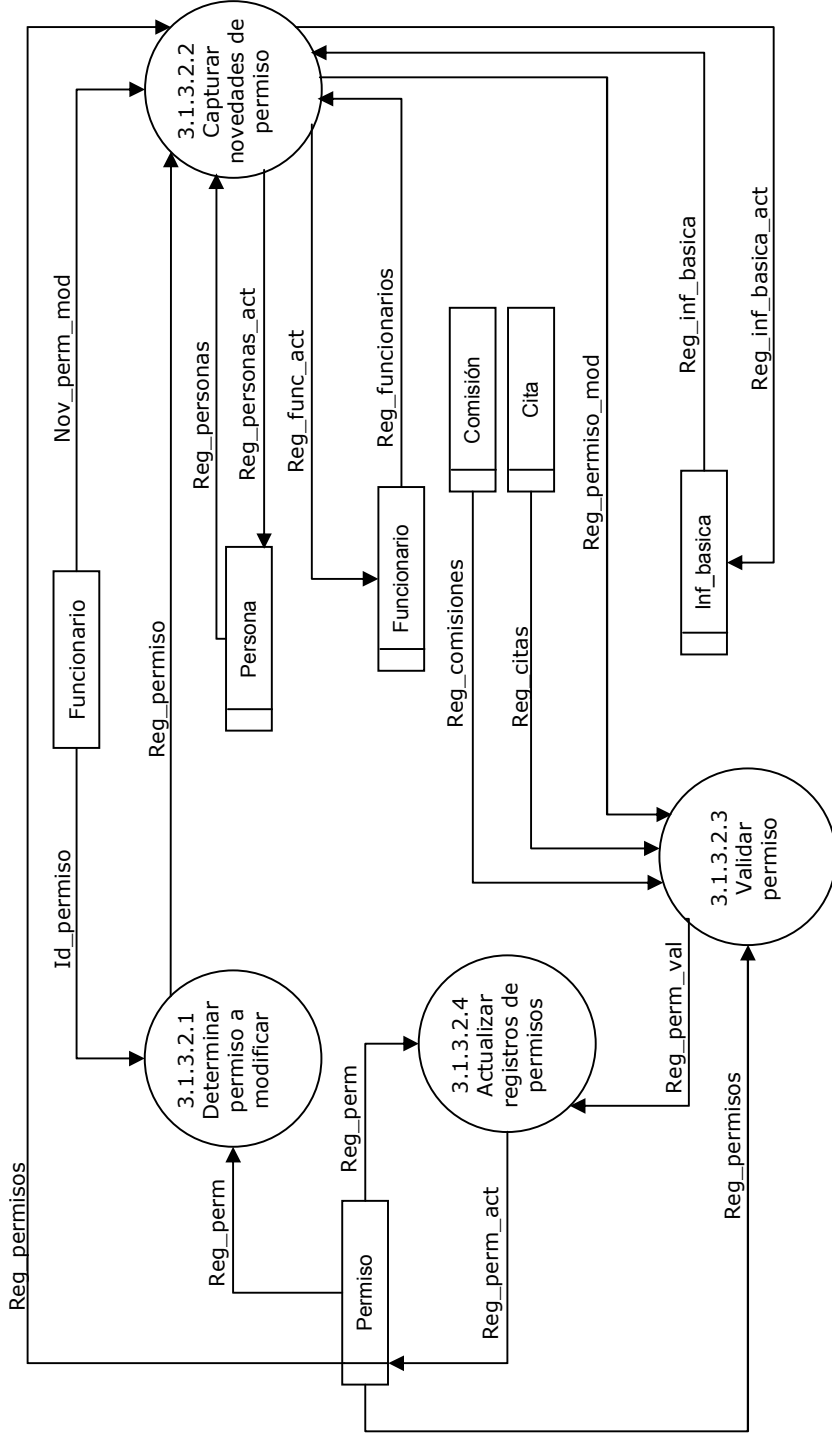 Reg_permisos
Id_permiso
Funcionario
Nov_perm_mod
3.1.3.2.1
Determinar
permiso a
modificar
Reg_permiso
3.1.3.2.2
Capturar
novedades de
permiso
Reg_perm
Persona
Reg_personas
Reg_personas_act
Reg_func_act
Permiso
Reg_perm
3.1.3.2.4
Actualizar
registros de
permisos
Funcionario
Reg_funcionarios
Reg_perm_act
Reg_comisiones
Comisión
Reg_citas
Cita
Reg_permiso_mod
Reg_perm_val
3.1.3.2.3
Validar
permiso
Inf_basica
Reg_inf_basica
Reg_permisos
Reg_inf_basica_act